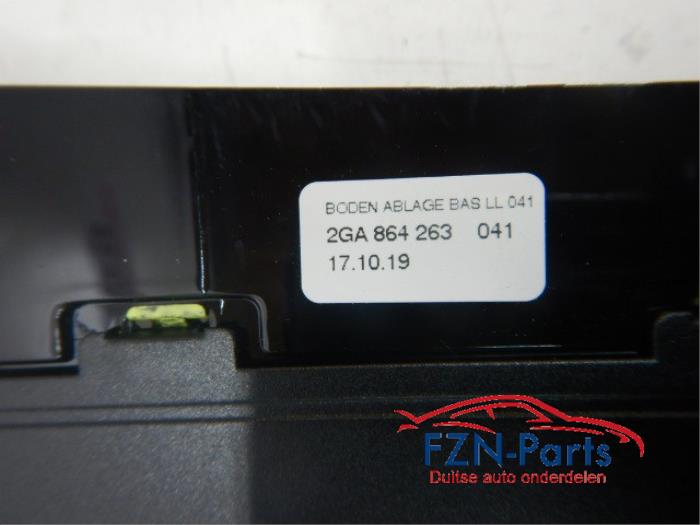 BODEN ABLAGE BAS LL 041
2GA 864 263 041
17.10.19
FZN-Parts
Duitse auto onderdelen